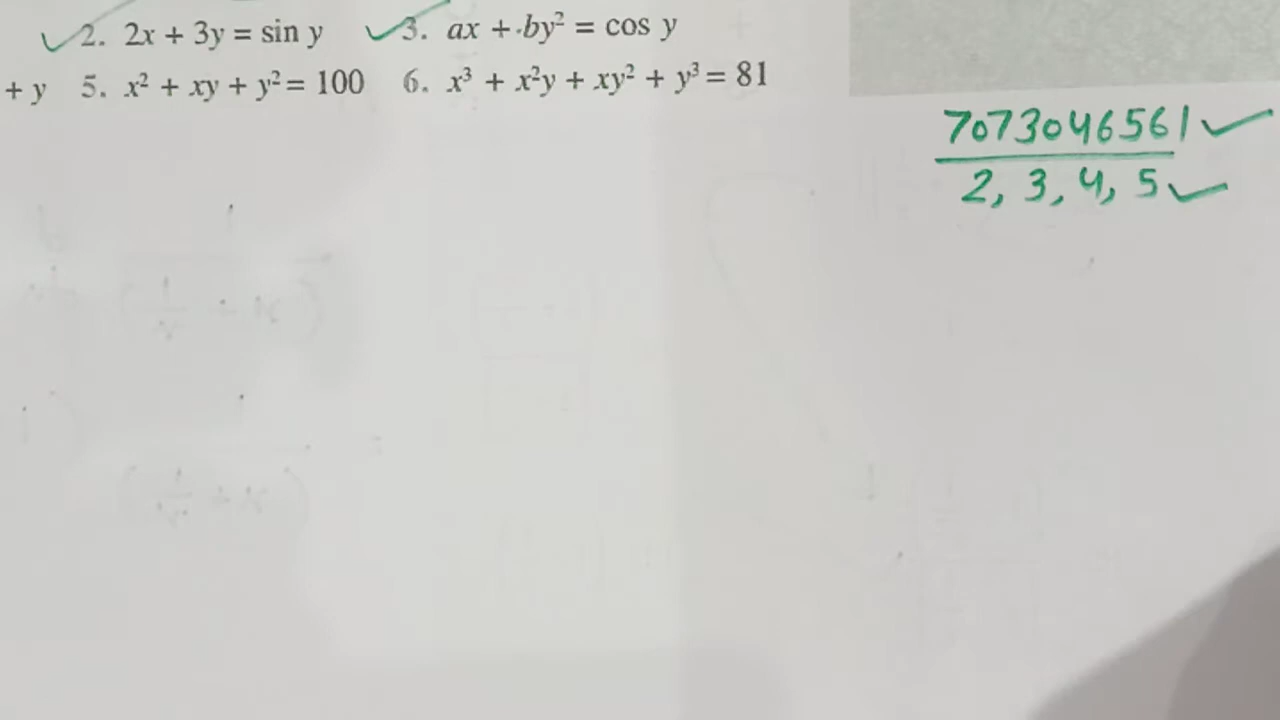 2. 2x + 3y = sin y 3. ax + by² = cos y
+ y 5. x² + xy + y² = 100 6. x³ + x²y + xy² + y³ = 81
7073046561
2, 3, 4, 5